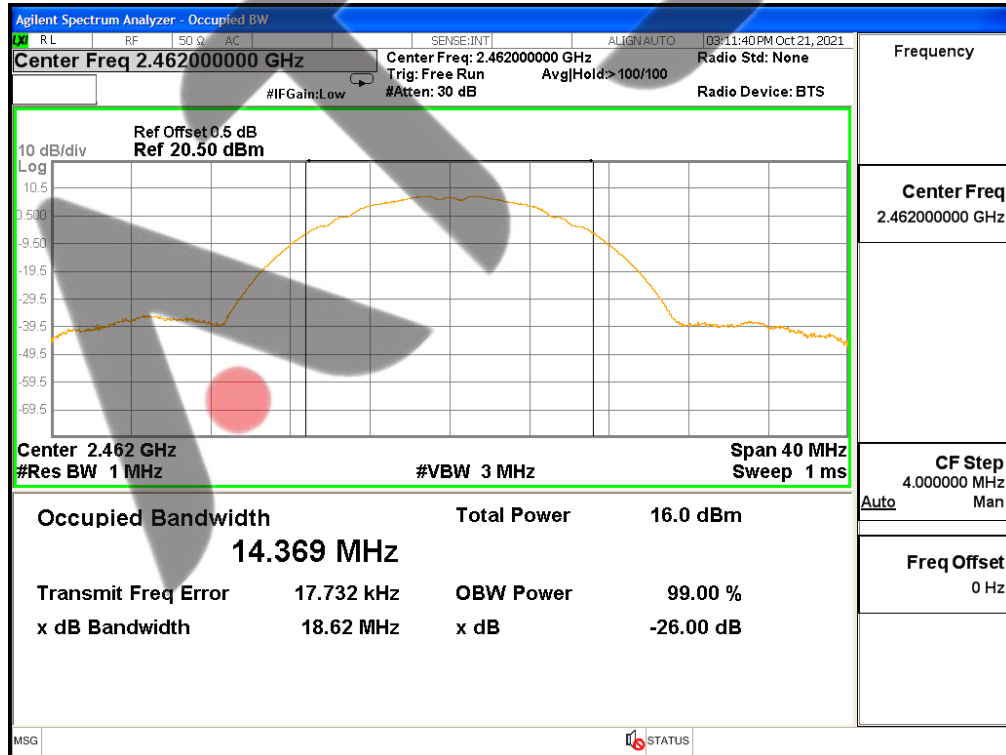 Agilent Spectrum Analyzer - Occupied BW
LXI RL RF 50 Ω AC SENSE:INT ALIGN AUTO 03:11:40 PM Oct 21, 2021
Center Freq 2.462000000 GHz
Center Freq: 2.462000000 GHz
Radio Std: None
Trig: Free Run
Avg|Hold:>100/100
#IFGain:Low
#Atten: 30 dB
Radio Device: BTS
Ref Offset 0.5 dB
10 dB/div
Ref 20.50 dBm
Log
10.5
0.500
-9.50
-19.5
-29.5
-39.5
-49.5
-59.5
-69.5
Center 2.462 GHz
Span 40 MHz
#Res BW 1 MHz
#VBW 3 MHz
Sweep 1 ms
Occupied Bandwidth
Total Power 16.0 dBm
14.369 MHz
Transmit Freq Error 17.732 kHz
OBW Power 99.00 %
x dB Bandwidth 18.62 MHz
x dB -26.00 dB
Frequency
Center Freq
2.462000000 GHz
CF Step
4.000000 MHz
Auto Man
Freq Offset
0 Hz
MSG
STATUS